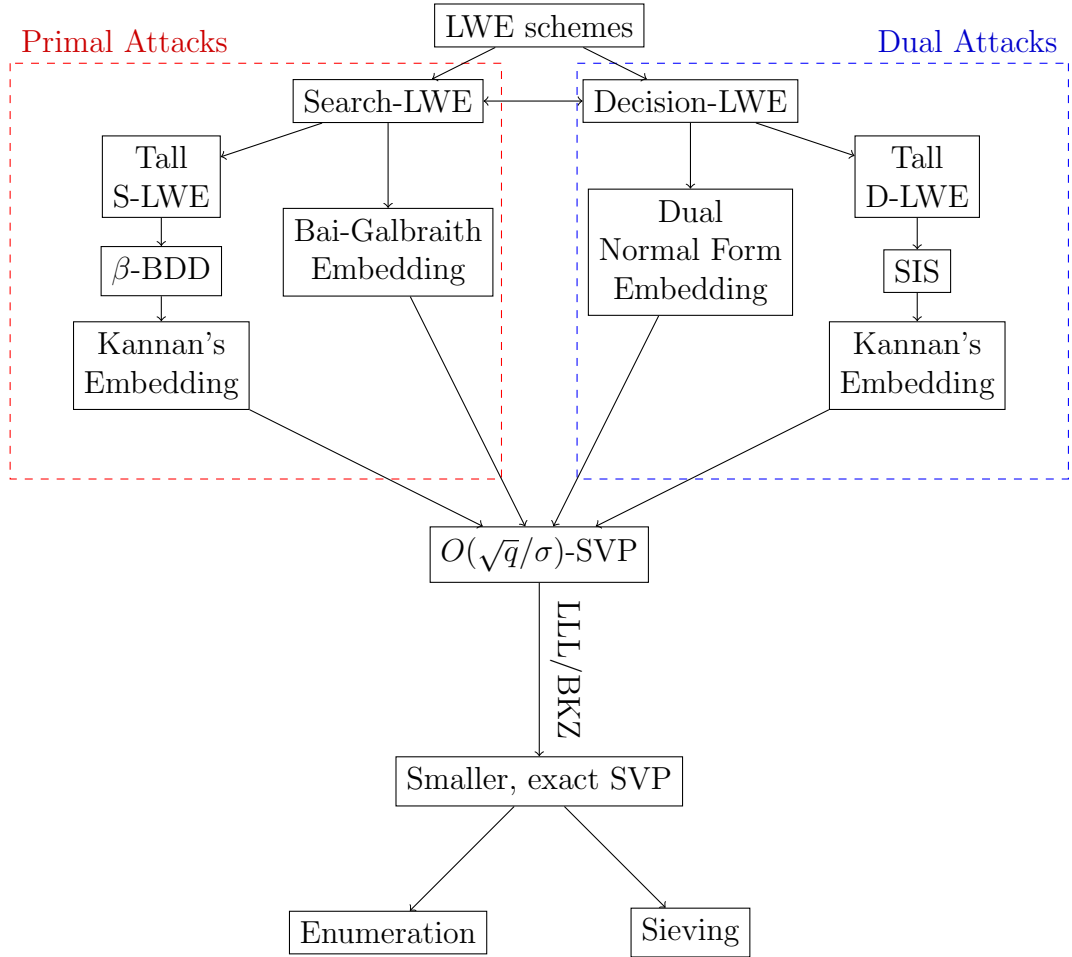 LWE schemes
Primal Attacks
Dual Attacks
Search-LWE
Decision-LWE
Tall
S-LWE
Tall
D-LWE
Bai-Galbraith
Embedding
Dual
Normal Form
Embedding
β-BDD
SIS
Kannan's
Embedding
Kannan's
Embedding
O(√q/σ)-SVP
LLL/BKZ
Smaller, exact SVP
Enumeration
Sieving